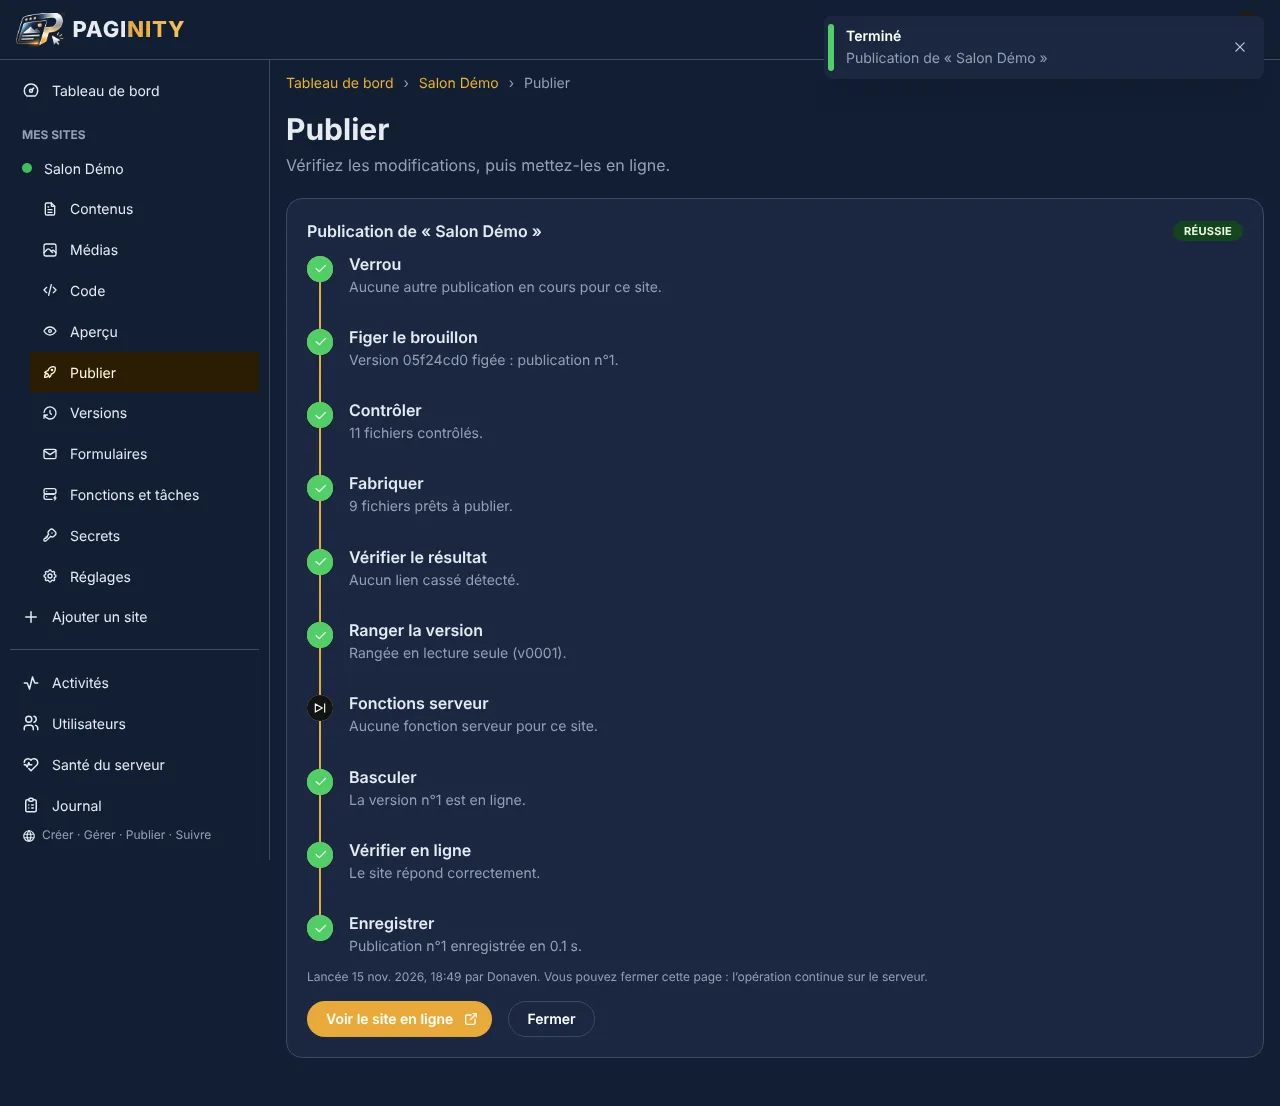 PAGINITY
Terminé
Publication de « Salon Démo »
Tableau de bord
MES SITES
Salon Démo
Contenus
Médias
Code
Aperçu
Publier
Versions
Formulaires
Fonctions et tâches
Secrets
Réglages
Ajouter un site
Activités
Utilisateurs
Santé du serveur
Journal
Créer · Gérer · Publier · Suivre
Tableau de bord › Salon Démo › Publier
Publier
Vérifiez les modifications, puis mettez-les en ligne.
Publication de « Salon Démo »
RÉUSSIE
Verrou
Aucune autre publication en cours pour ce site.
Figer le brouillon
Version 05f24cd0 figée : publication n°1.
Contrôler
11 fichiers contrôlés.
Fabriquer
9 fichiers prêts à publier.
Vérifier le résultat
Aucun lien cassé détecté.
Ranger la version
Rangée en lecture seule (v0001).
Fonctions serveur
Aucune fonction serveur pour ce site.
Basculer
La version n°1 est en ligne.
Vérifier en ligne
Le site répond correctement.
Enregistrer
Publication n°1 enregistrée en 0.1 s.
Lancée 15 nov. 2026, 18:49 par Donaven. Vous pouvez fermer cette page : l’opération continue sur le serveur.
Voir le site en ligne
Fermer